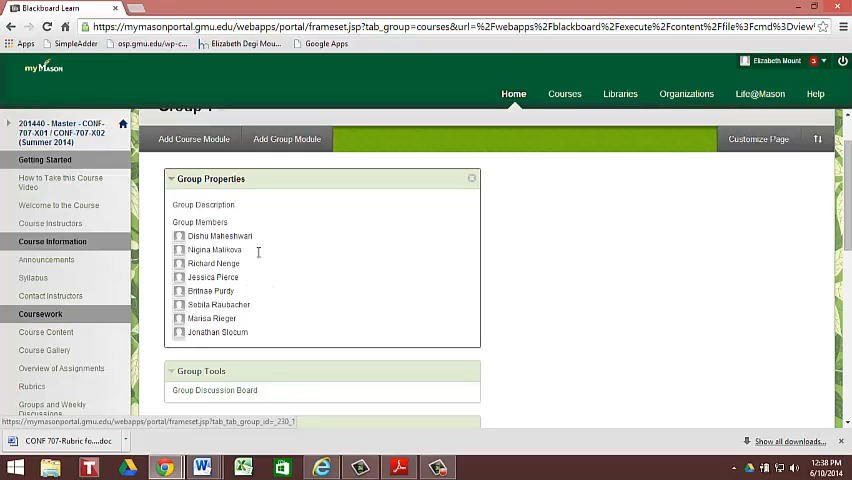 Blackboard Learn
https://mymasonportal.gmu.edu/webapps/portal/frameset.jsp?tab_group=courses&url=%2Fwebapps%2Fblackboard%2Fexecute%2Fcontent%2Ffile%3Fcmd%3Dview
Apps SimpleAdder osp.gmu.edu/wp-c... Elizabeth Degi Mou... Google Apps
my Mason
Elizabeth Mount 3
Home Courses Libraries Organizations Life@Mason Help
201440 - Master - CONF-
707-X01 / CONF-707-X02
(Summer 2014)
Getting Started
How to Take this Course
Video
Welcome to the Course
Course Instructors
Course Information
Announcements
Syllabus
Contact Instructors
Coursework
Course Content
Course Gallery
Overview of Assignments
Rubrics
Groups and Weekly
Discussions
Group 1
Add Course Module Add Group Module Customize Page
Group Properties
Group Description
Group Members
Dishu Maheshwari
Nigina Malikova
Richard Nenge
Jessica Pierce
Britnae Purdy
Sebila Raubacher
Marisa Rieger
Jonathan Slocum
Group Tools
Group Discussion Board
https://mymasonportal.gmu.edu/webapps/portal/frameset.jsp?tab_tab_group_id=_230_1
CONF 707-Rubric fo....doc
Show all downloads...
12:38 PM
6/10/2014